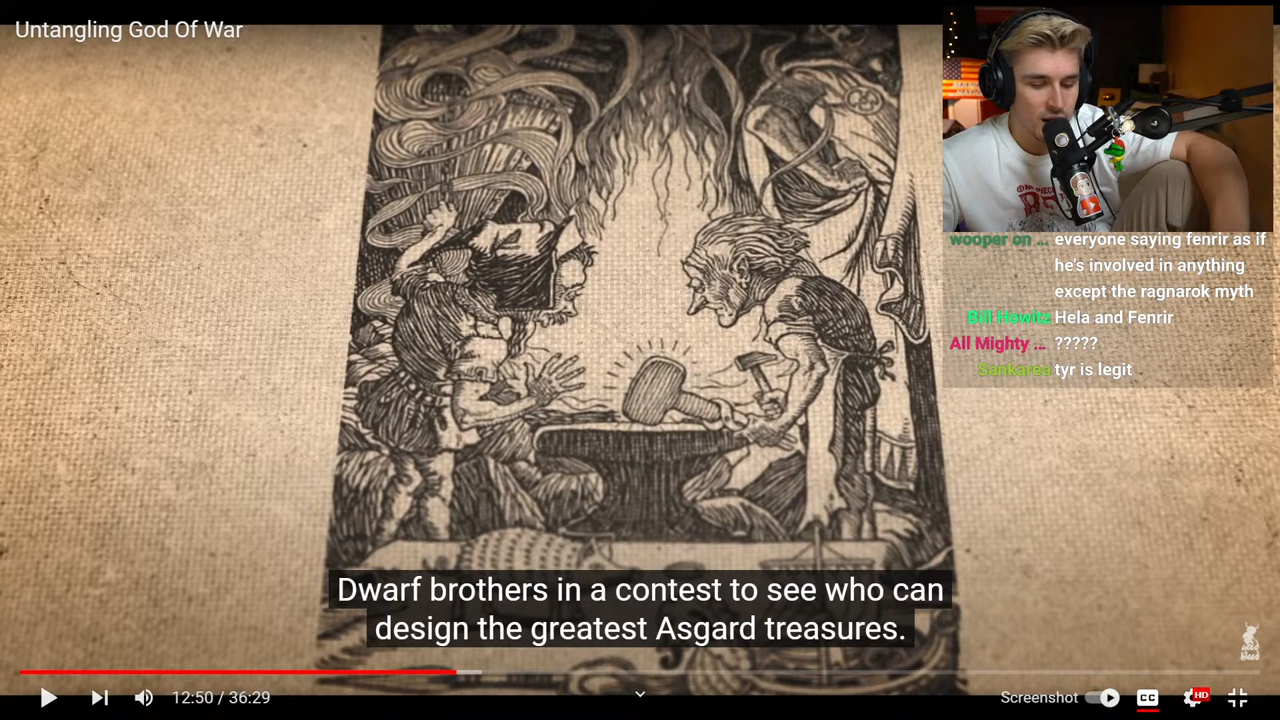 Untangling God Of War
wooper on ... everyone saying fenrir as if
he's involved in anything
except the ragnarok myth
Bill Howitz Hela and Fenrir
All Mighty ... ?????
Sankarea tyr is legit
Dwarf brothers in a contest to see who can
design the greatest Asgard treasures.
12:50 / 36:29
Screenshot
CC
HD